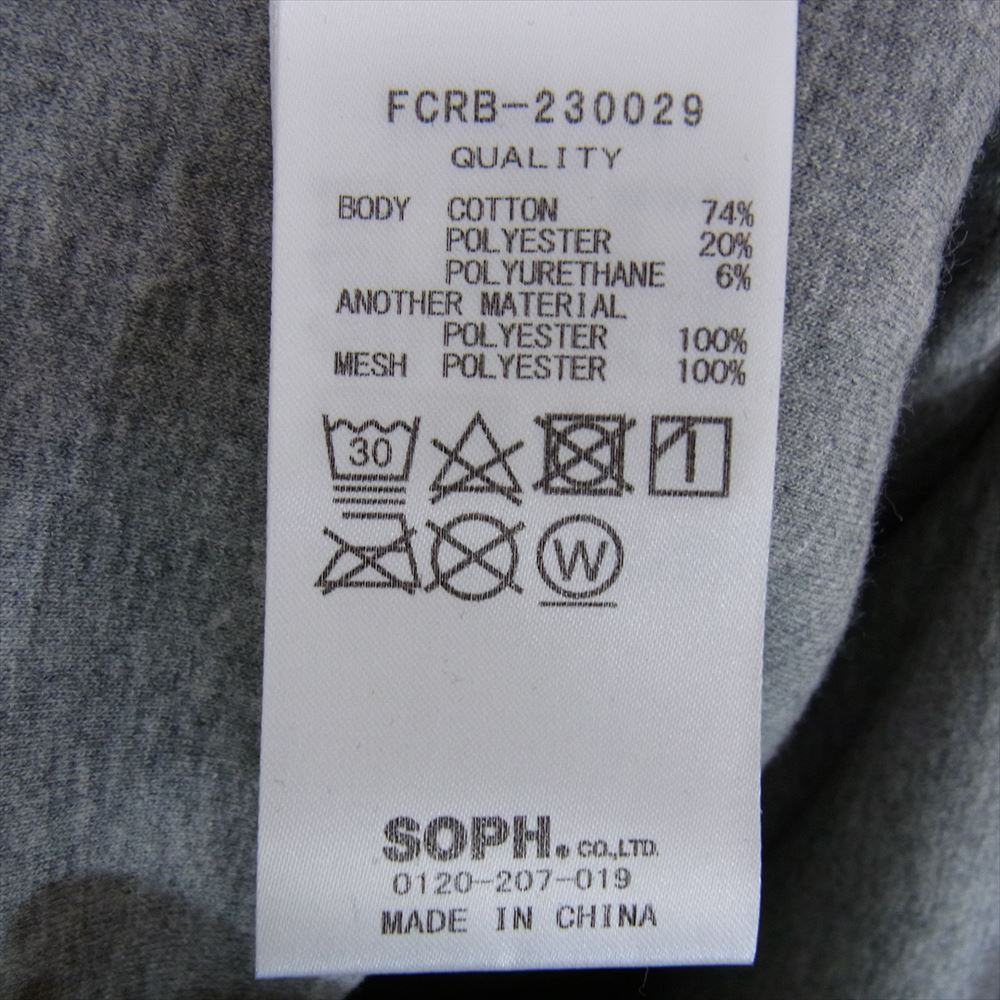 FCRB-230029
QUALITY
BODY COTTON 74%
POLYESTER 20%
POLYURETHANE 6%
ANOTHER MATERIAL
POLYESTER 100%
MESH POLYESTER 100%
30
W
SOPH. CO.,LTD.
0120-207-019
MADE IN CHINA